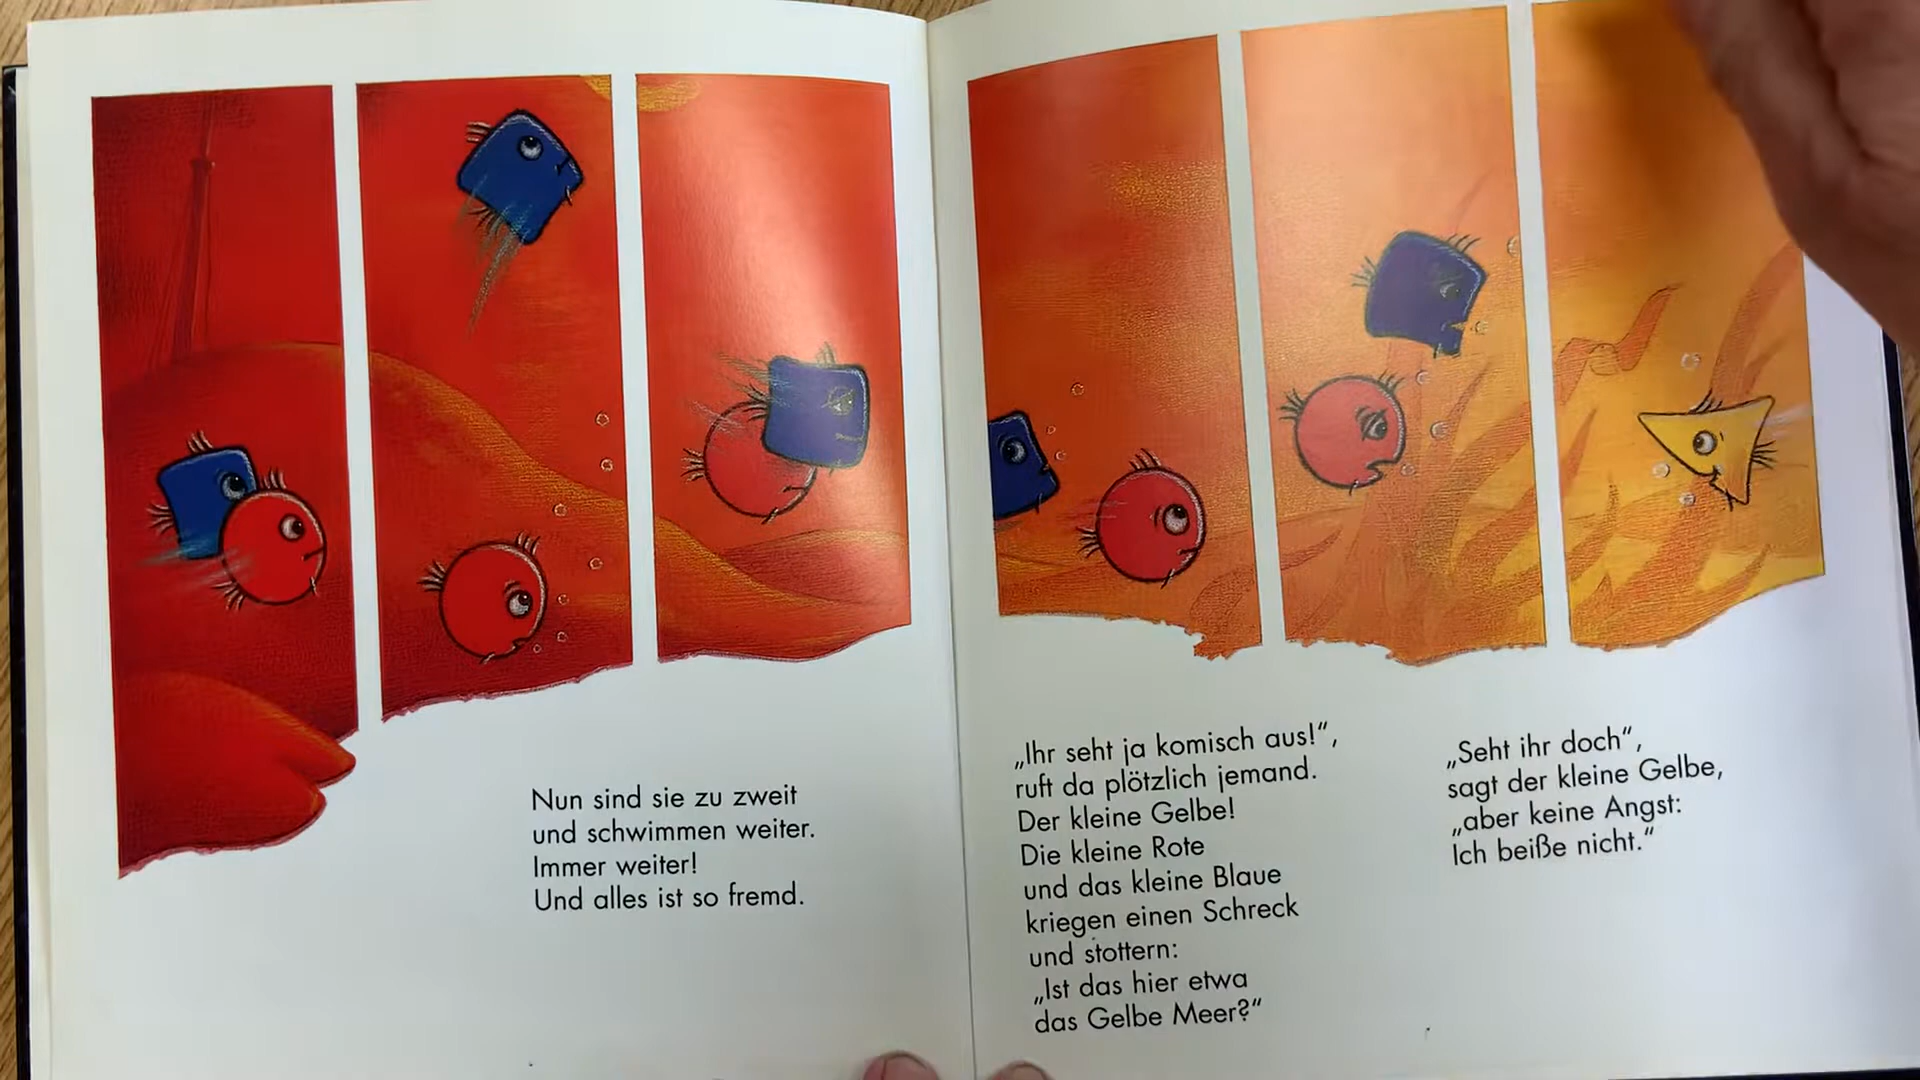 Nun sind sie zu zweit
und schwimmen weiter.
Immer weiter!
Und alles ist so fremd.
„Ihr seht ja komisch aus!“,
ruft da plötzlich jemand.
Der kleine Gelbe!
Die kleine Rote
und das kleine Blaue
kriegen einen Schreck
und stottern:
„Ist das hier etwa
das Gelbe Meer?“
„Seht ihr doch“,
sagt der kleine Gelbe,
„aber keine Angst:
Ich beiße nicht.“